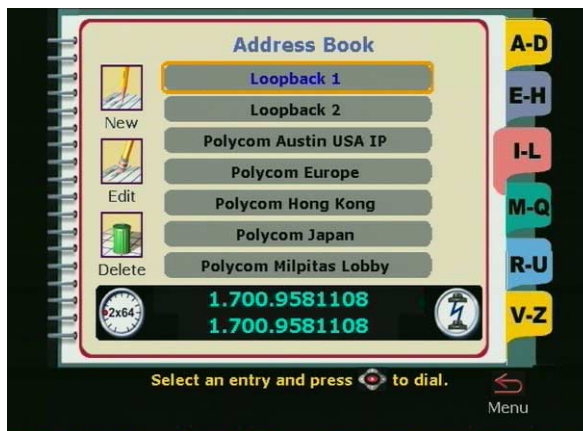 Address Book
A-D
E-H
I-L
M-Q
R-U
V-Z
New
Edit
Delete
Loopback 1
Loopback 2
Polycom Austin USA IP
Polycom Europe
Polycom Hong Kong
Polycom Japan
Polycom Milpitas Lobby
2x64
1.700.9581108
1.700.9581108
Select an entry and press to dial.
Menu